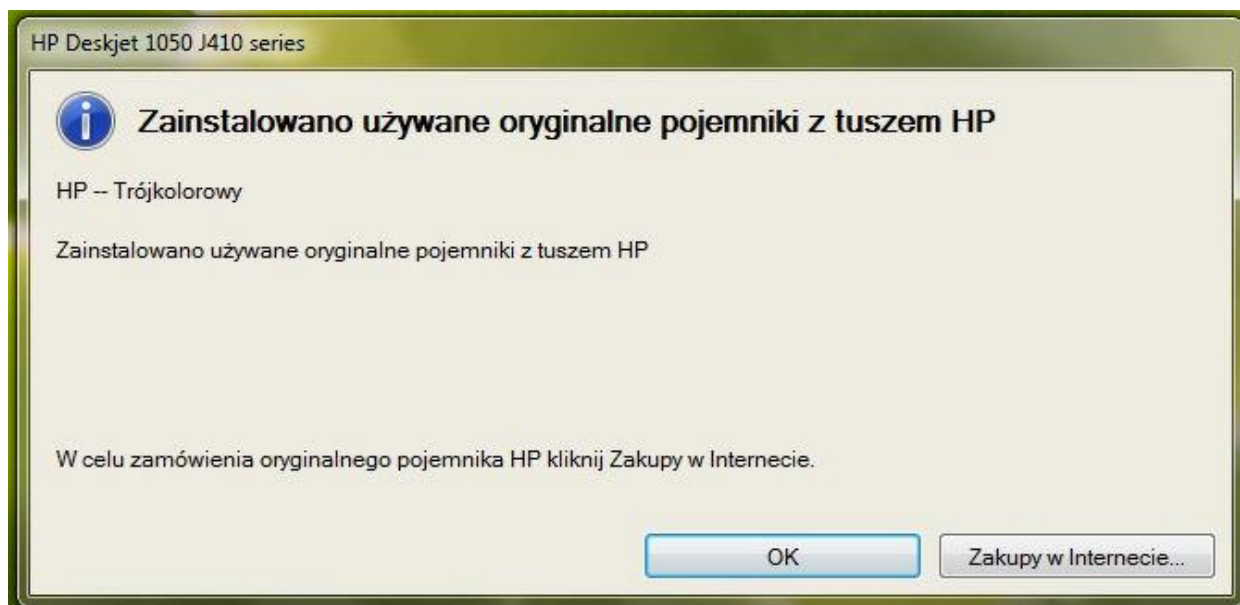 HP Deskjet 1050 J410 series
Zainstalowano używane oryginalne pojemniki z tuszem HP
HP -- Trójkolorowy
Zainstalowano używane oryginalne pojemniki z tuszem HP
W celu zamówienia oryginalnego pojemnika HP kliknij Zakupy w Internecie.
OK
Zakupy w Internecie...